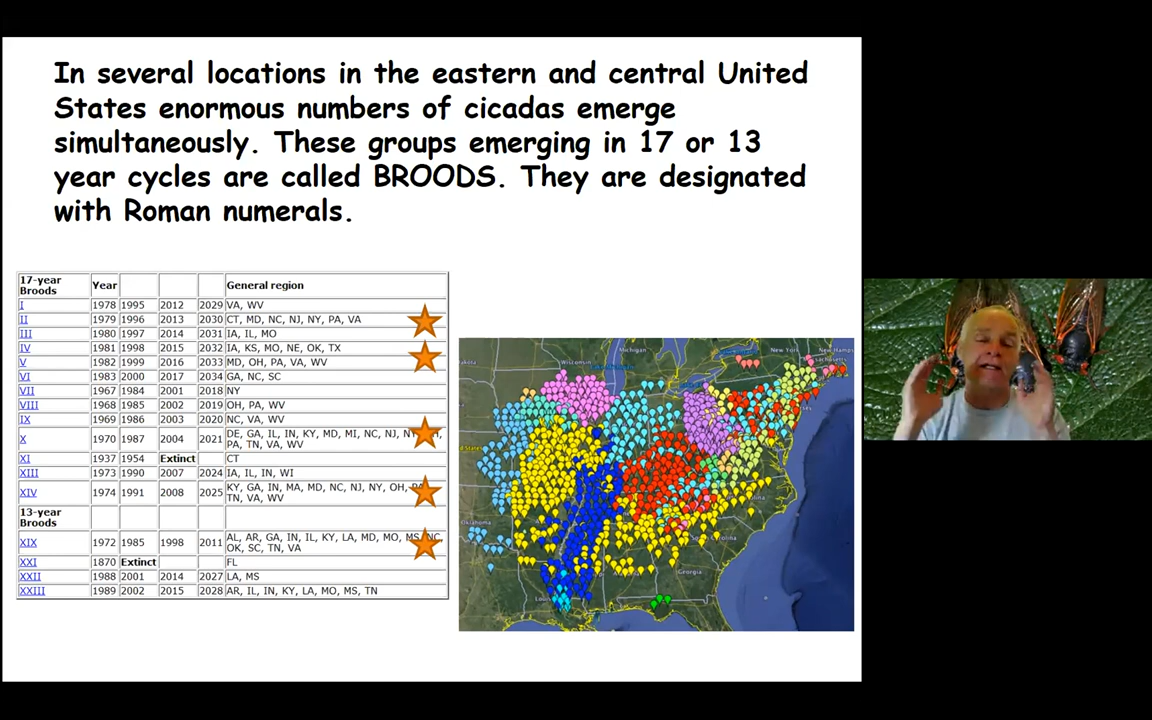 In several locations in the eastern and central United
States enormous numbers of cicadas emerge
simultaneously. These groups emerging in 17 or 13
year cycles are called BROODS. They are designated
with Roman numerals.
17-year Broods Year General region
I 1978 1995 2012 2029 VA, WV
II 1979 1996 2013 2030 CT, MD, NC, NJ, NY, PA, VA
III 1980 1997 2014 2031 IA, IL, MO
IV 1981 1998 2015 2032 IA, KS, MO, NE, OK, TX
V 1982 1999 2016 2033 MD, OH, PA, VA, WV
VI 1983 2000 2017 2034 GA, NC, SC
VII 1967 1984 2001 2018 NY
VIII 1968 1985 2002 2019 OH, PA, WV
IX 1969 1986 2003 2020 NC, VA, WV
X 1970 1987 2004 2021 DE, GA, IL, IN, KY, MD, MI, NC, NJ,
PA, TN, VA, WV
XI 1937 1954 Extinct CT
XIII 1973 1990 2007 2024 IA, IL, IN, WI
XIV 1974 1991 2008 2025 KY, GA, IN, MA, MD, NC, NJ, NY, OH,
TN, VA, WV
13-year Broods
XIX 1972 1985 1998 2011 AL, AR, GA, IN, IL, KY, LA, MD, MO, MS, NC,
OK, SC, TN, VA
XXI 1870 Extinct FL
XXII 1988 2001 2014 2027 LA, MS
XXIII 1989 2002 2015 2028 AR, IL, IN, KY, LA, MO, MS, TN
Wisconsin
Michigan
New York
Oklahoma
Georgia